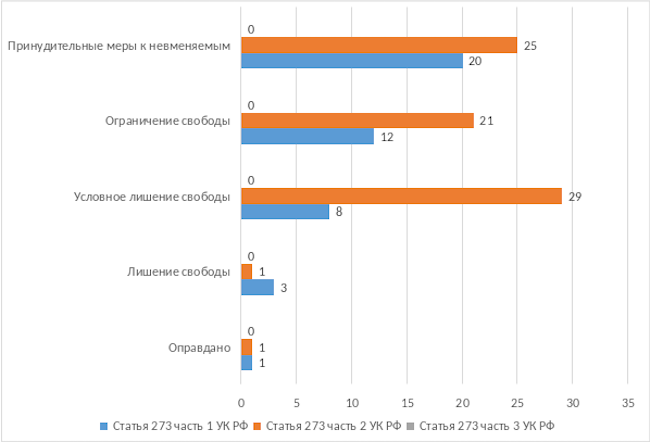 0
Принудительные меры к невменяемым
25
20
0
Ограничение свободы
21
12
0
Условное лишение свободы
29
8
0
Лишение свободы
1
3
0
Оправдано
1
1
0 5 10 15 20 25 30 35
Статья 273 часть 1 УК РФ Статья 273 часть 2 УК РФ Статья 273 часть 3 УК РФ